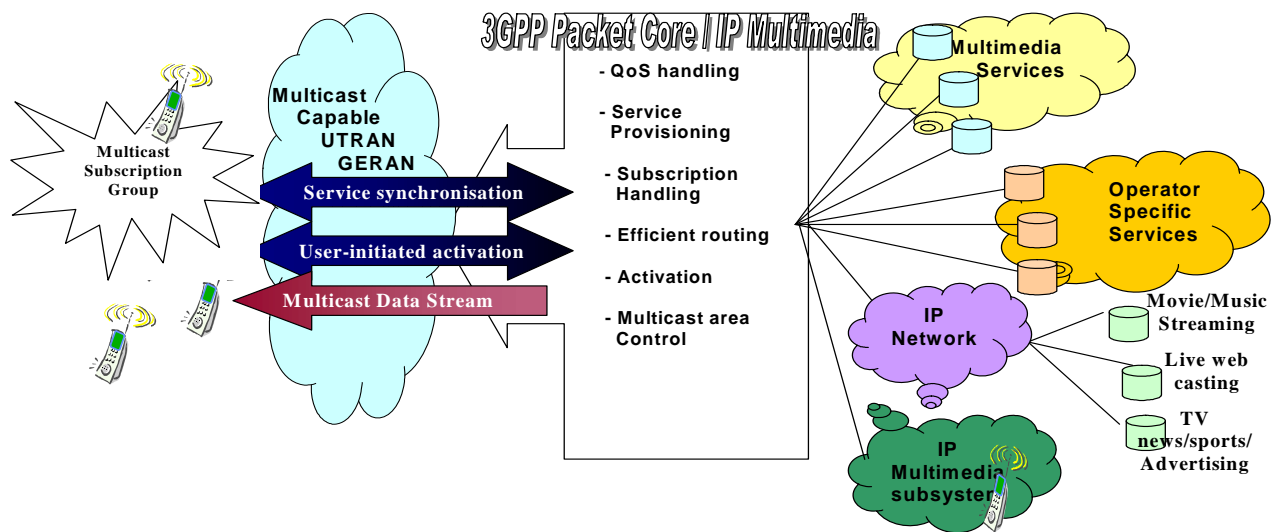 3GPP Packet Core / IP Multimedia
Multicast
Subscription
Group
Multicast
Capable
UTRAN
GERAN
Service synchronisation
User-initiated activation
Multicast Data Stream
- QoS handling
- Service
Provisioning
- Subscription
Handling
- Efficient routing
- Activation
- Multicast area
Control
Multimedia
Services
Operator
Specific
Services
IP
Network
Movie/Music
Streaming
Live web
casting
TV
news/sports/
Advertising
IP
Multimedia
subsystem